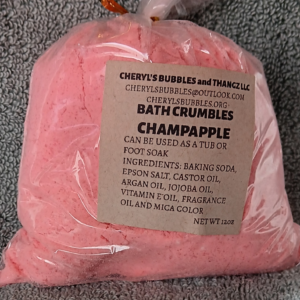 CHERYL'S BUBBLES and THANGZ LLC
CHERYLSBUBBLES@OUTLOOK.COM
CHERYLSBUBBLES.ORG
BATH CRUMBLES
CHAMPAPPLE
CAN BE USED AS A TUB OR
FOOT SOAK
INGREDIENTS: BAKING SODA,
EPSON SALT, CASTOR OIL,
ARGAN OIL, JOJOBA OIL,
VITAMIN E OIL, FRAGRANCE
OIL AND MICA COLOR
NET WT 12oz